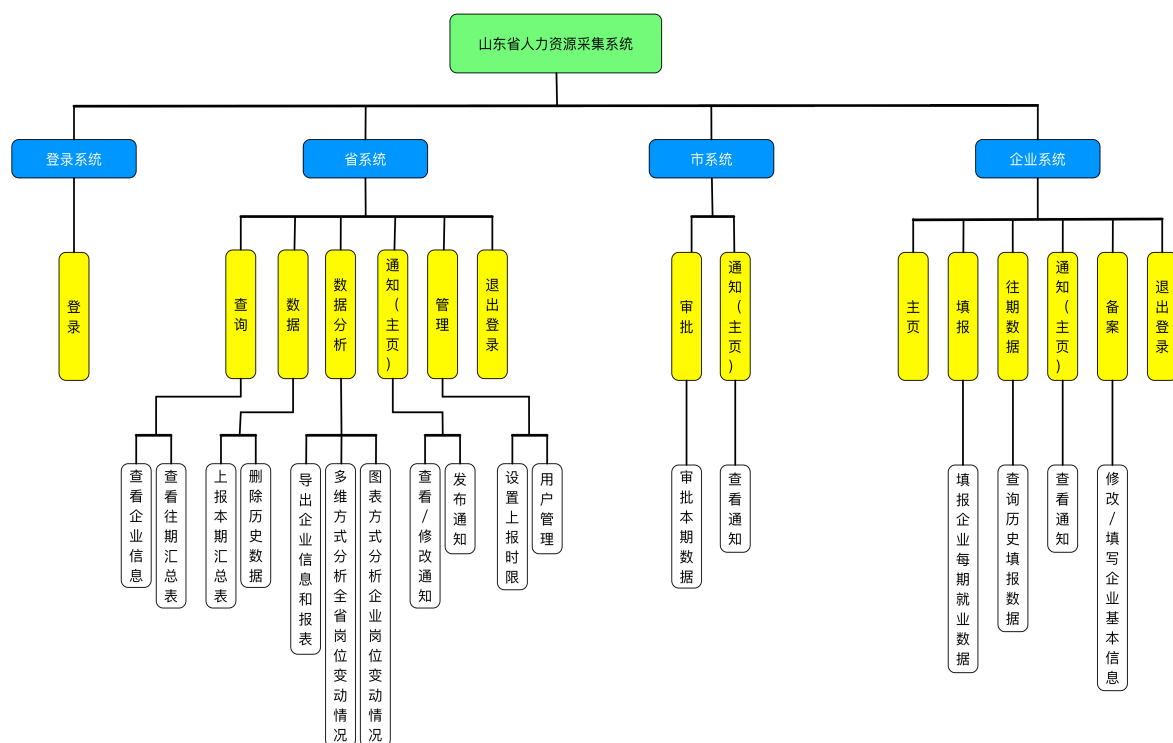 山东省人力资源采集系统
登录系统
省系统
市系统
企业系统
登录
查询
数据
数据分析
通知(主页)
管理
退出登录
审批
通知(主页)
主页
填报
往期数据
通知(主页)
备案
退出登录
查看企业信息
查看往期汇总表
上报本期汇总表
删除历史数据
导出企业信息和报表
多维方式分析全省岗位变动情况
图表方式分析企业岗位变动情况
查看/修改通知
发布通知
设置上报时限
用户管理
审批本期数据
查看通知
填报企业每期就业数据
查询历史填报数据
查看通知
修改/填写企业基本信息